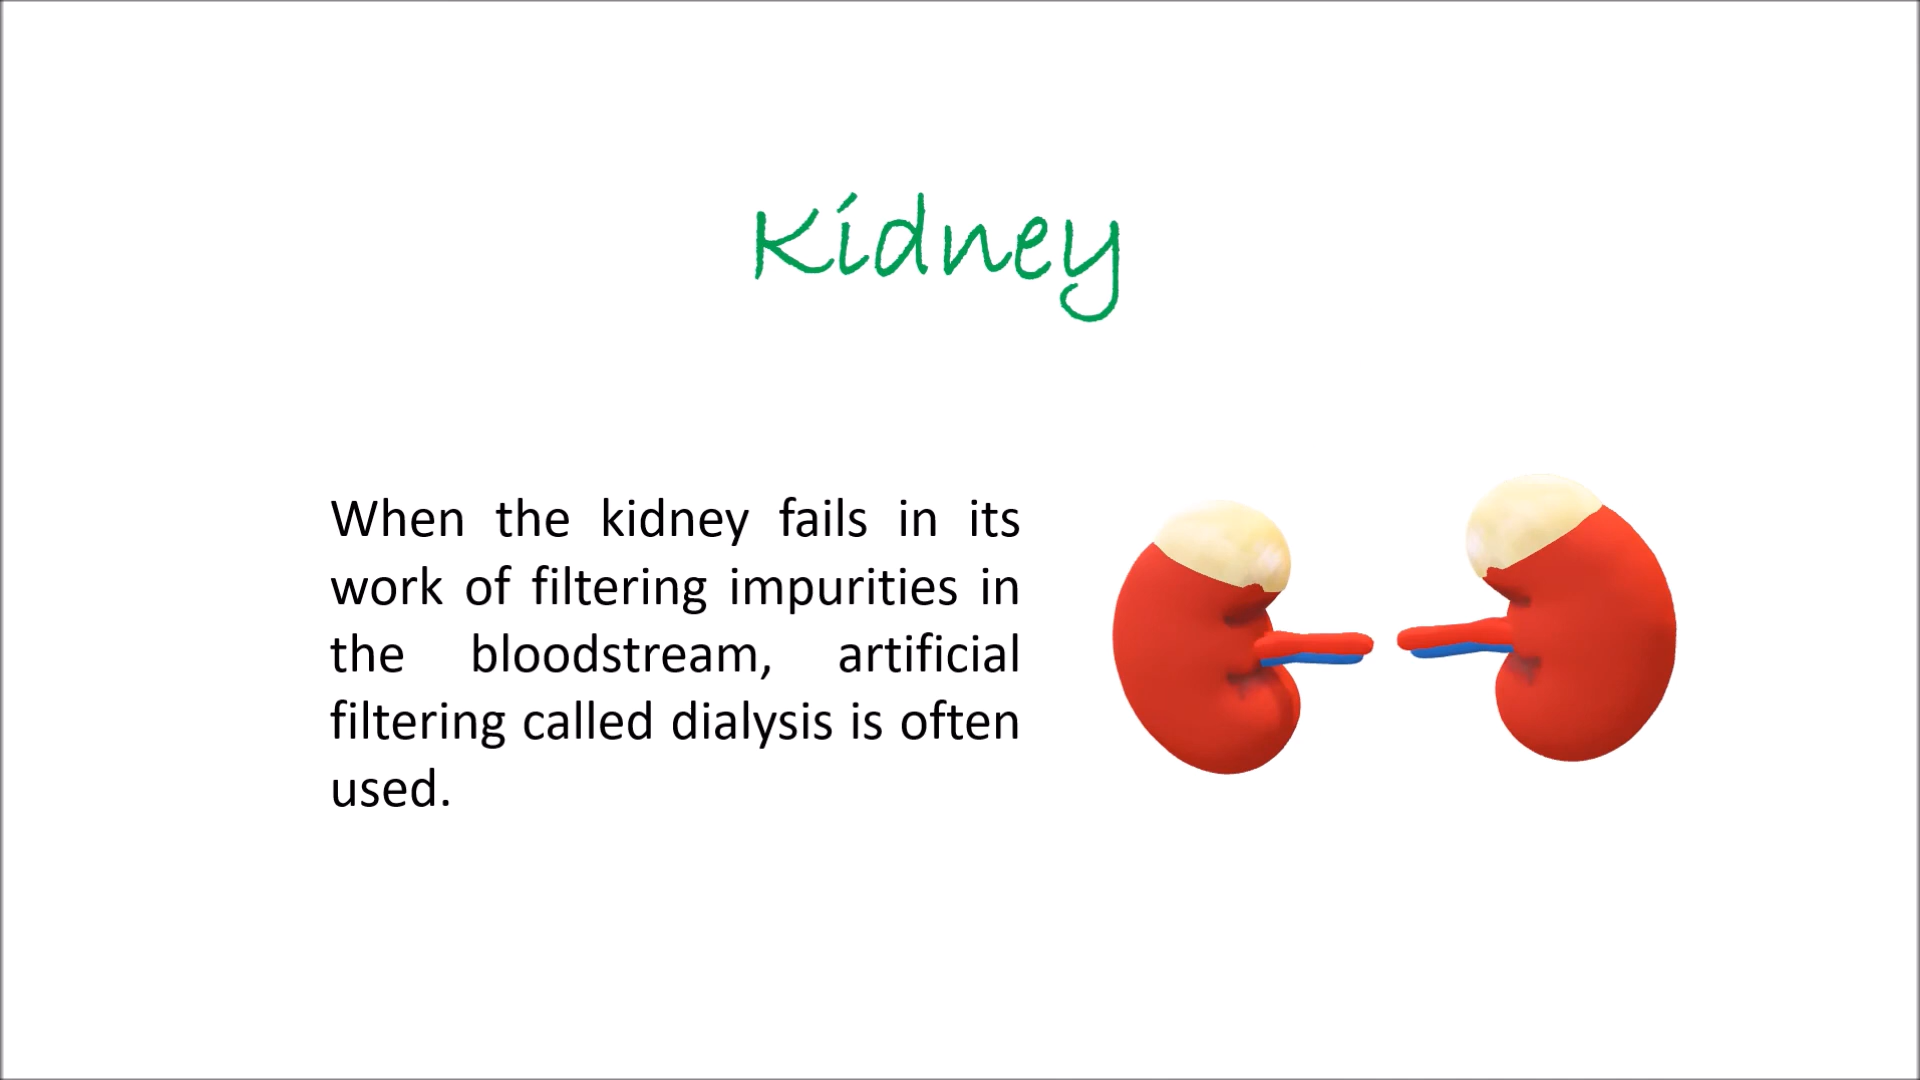 Kidney
When the kidney fails in its
work of filtering impurities in
the bloodstream, artificial
filtering called dialysis is often
used.